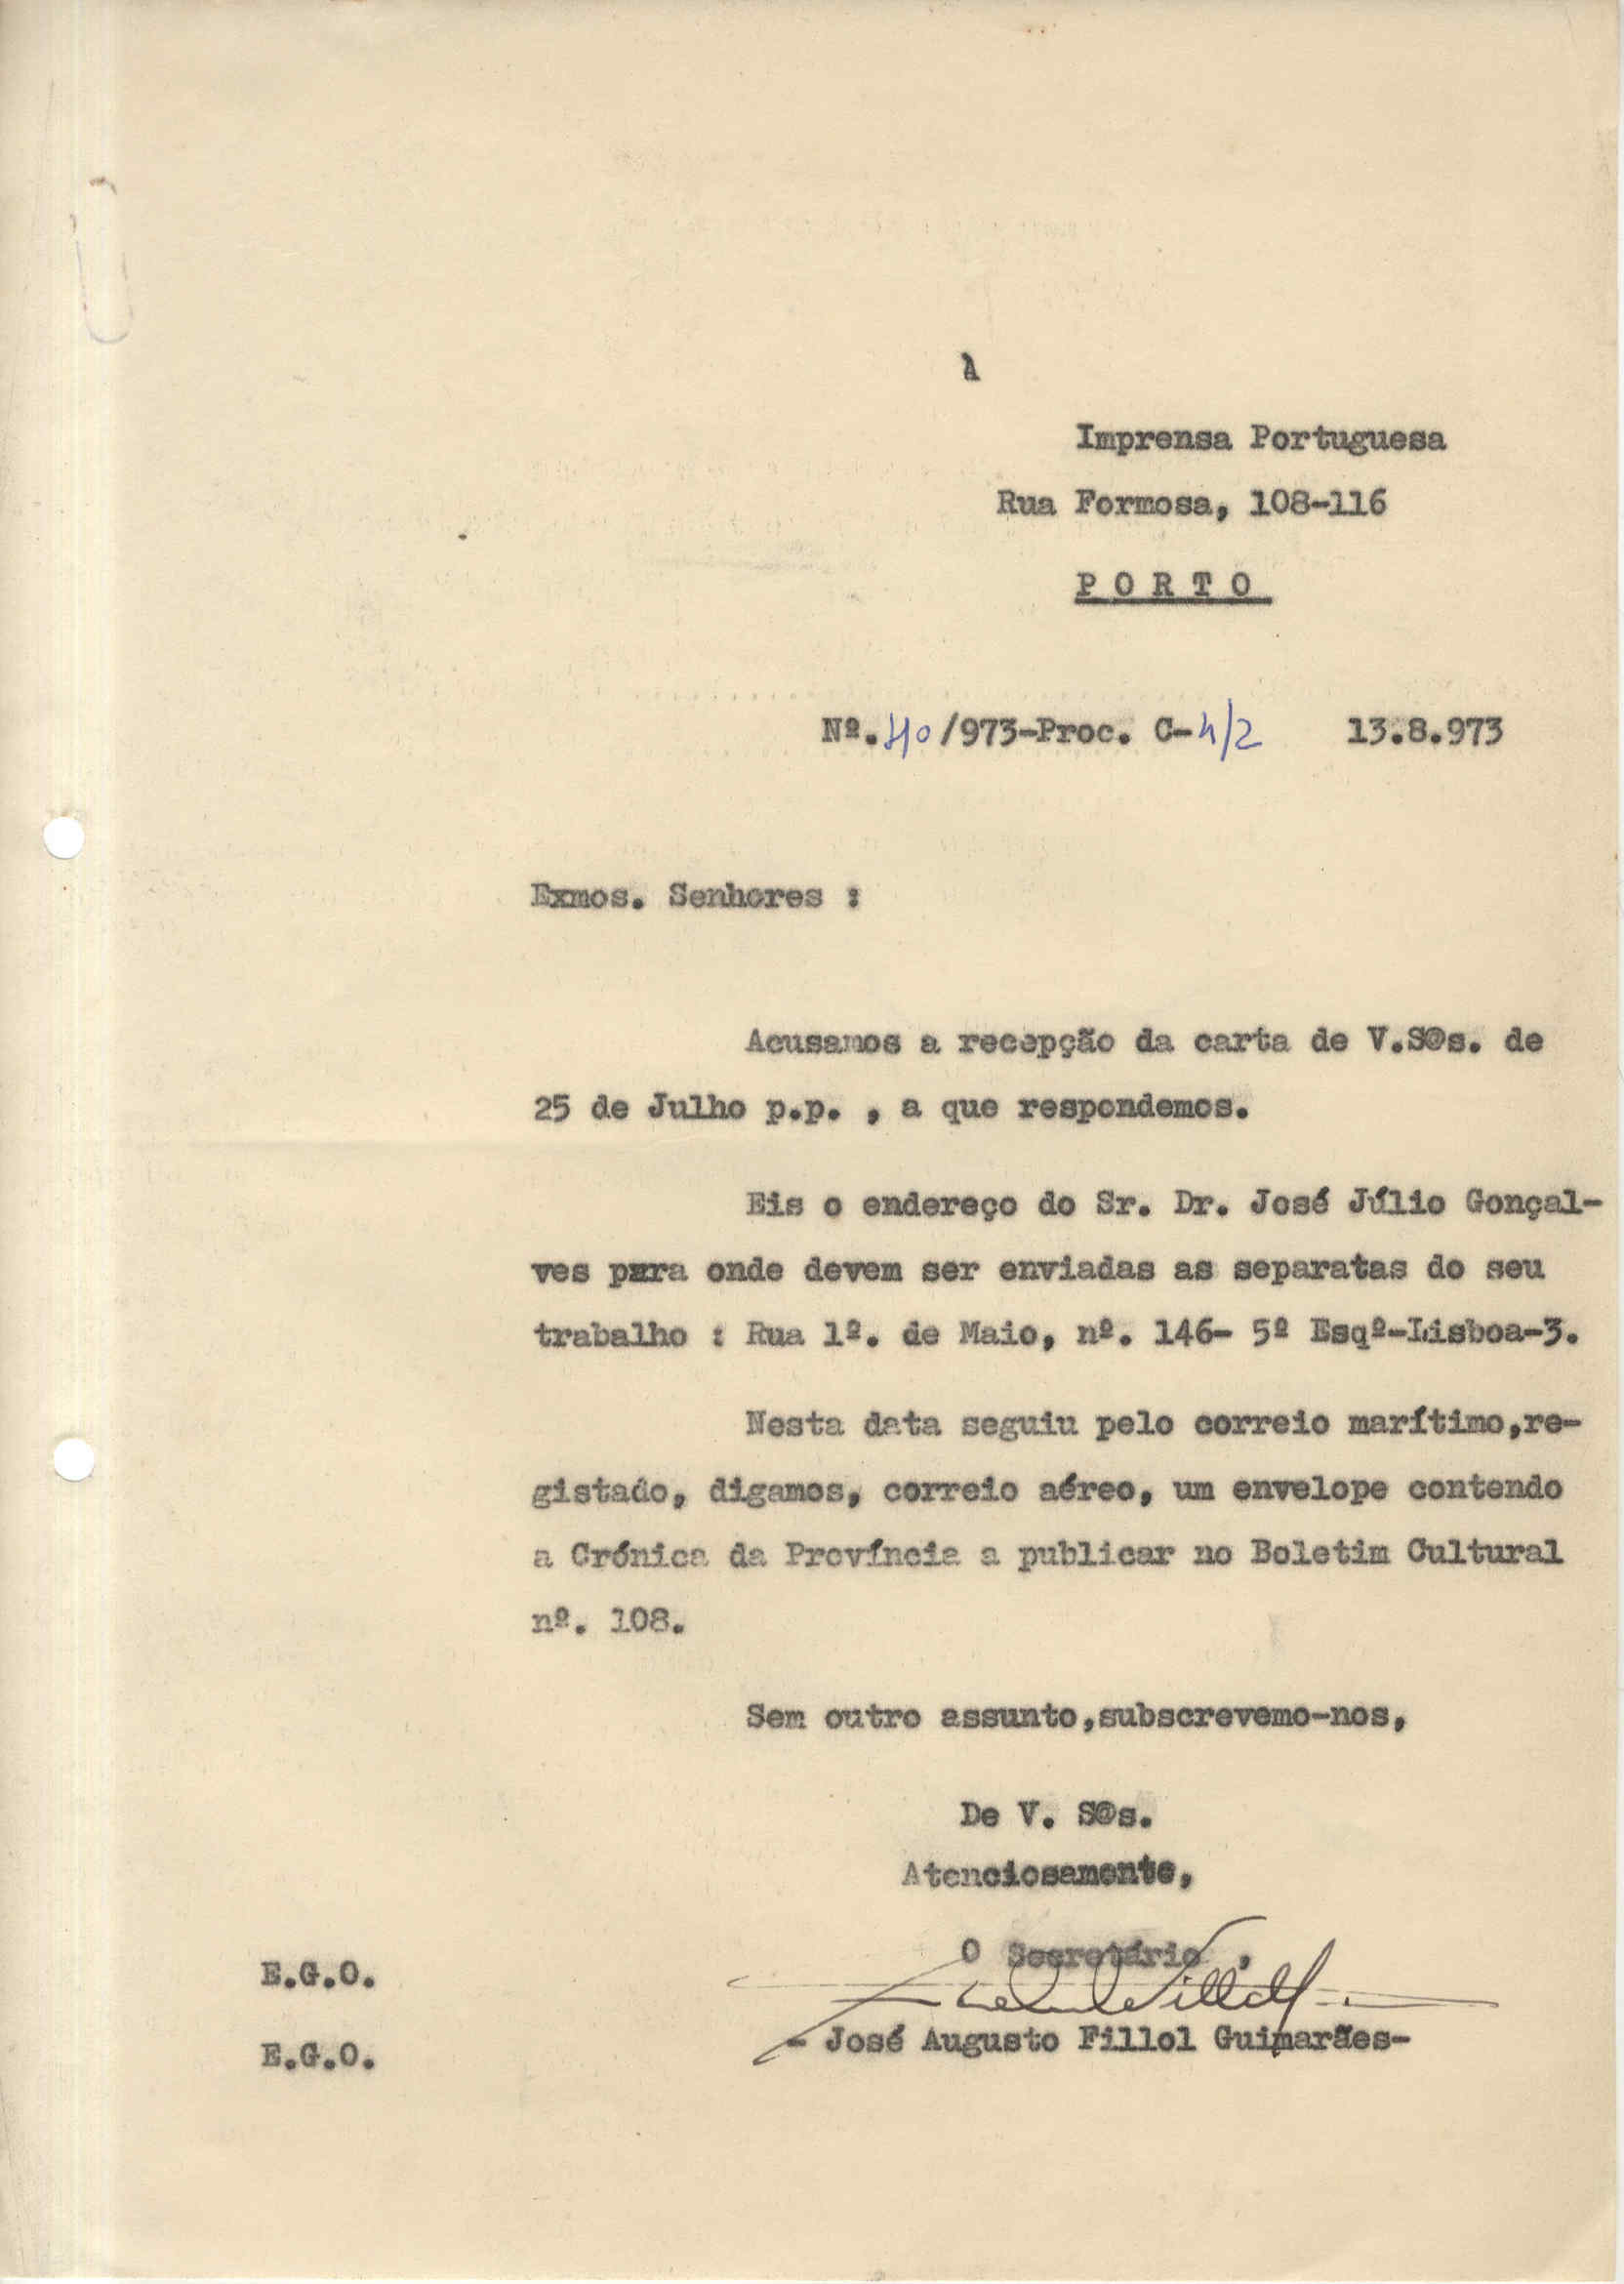 À
Imprensa Portuguesa
Rua Formosa, 108-116
PORTO
Nº. /973-Proc. C-4/2 13.8.973
Exmos. Senhores :
Acusamos a recepção da carta de V.S@s. de
25 de Julho p.p. , a que respondemos.
Eis o endereço do Sr. Dr. José Júlio Gonçal-
ves para onde devem ser enviadas as separatas do seu
trabalho : Rua 1º. de Maio, nº. 146- 5º Esqº-Lisboa-3.
Nesta data seguiu pelo correio marítimo,re-
gistado, digamos, correio aéreo, um envelope contendo
a Crónica da Província a publicar no Boletim Cultural
nº. 108.
Sem outro assunto,subscrevemo-nos,
De V. S@s.
Atenciosamente,
O Secretário ,
- José Augusto Fillol Guimarães-
E.G.O.
E.G.O.